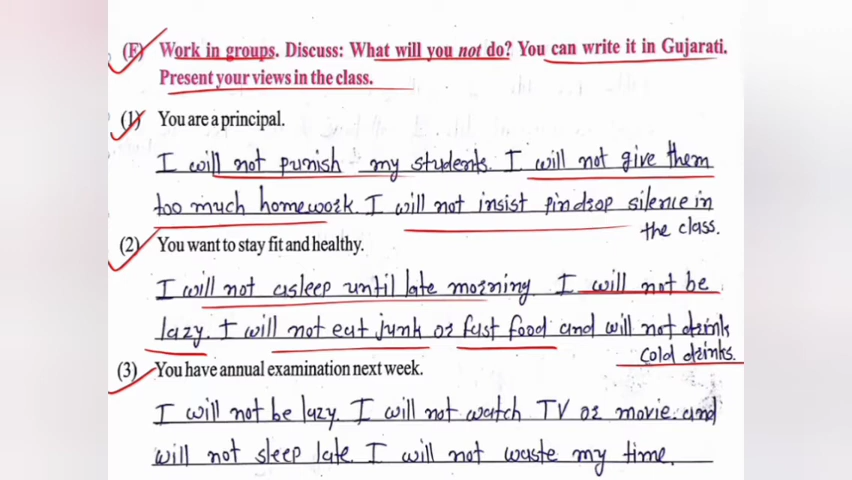 (F) Work in groups. Discuss: What will you not do? You can write it in Gujarati.
Present your views in the class.
(1) You are a principal.
I will not punish my students. I will not give them
too much homework. I will not insist pindrop silence in
the class.
(2) You want to stay fit and healthy.
I will not asleep until late morning. I will not be
lazy. I will not eat junk or fast food and will not drink
cold drinks.
(3) You have annual examination next week.
I will not be lazy. I will not watch TV or movie and
will not sleep late. I will not waste my time.